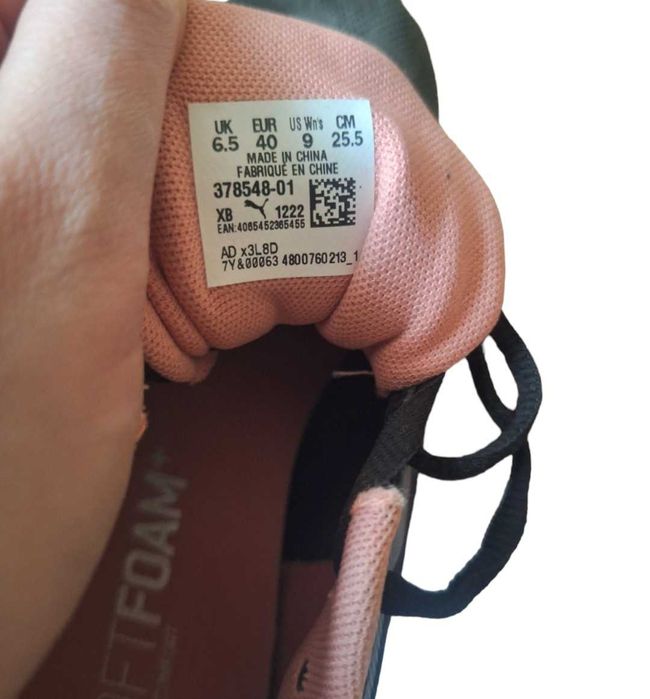 UK EUR US Wn's CM
6.5 40 9 25.5
MADE IN CHINA
FABRIQUÉ EN CHINE
378548-01
XB 1222
EAN:4065452365455
AD x3L8D
7Y&00063 4800760213_1
FTFOAM+